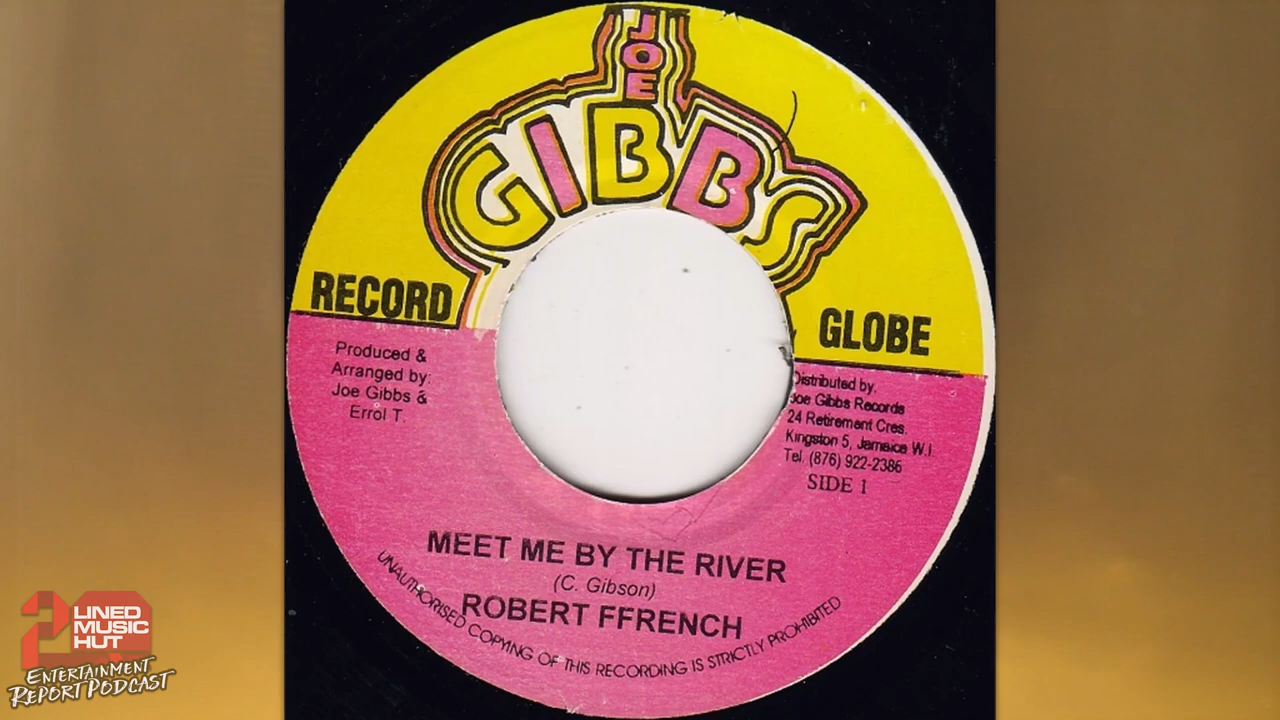 JOE
GIBBS
RECORD
GLOBE
Produced &
Arranged by:
Joe Gibbs &
Errol T.
Distributed by.
Joe Gibbs Records
24 Retirement Cres.
Kingston 5, Jamaica W.I.
Tel. (876) 922-2386
SIDE 1
MEET ME BY THE RIVER
(C. Gibson)
ROBERT FFRENCH
UNAUTHORISED COPYING OF THIS RECORDING IS STRICTLY PROHIBITED
2
LINED
MUSIC
HUT
ENTERTAINMENT
REPORT PODCAST